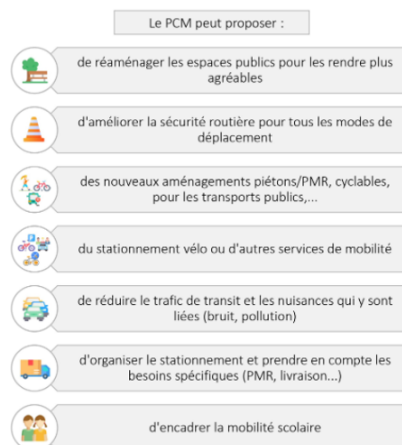 Le PCM peut proposer :
de réaménager les espaces publics pour les rendre plus
agréables
d'améliorer la sécurité routière pour tous les modes de
déplacement
des nouveaux aménagements piétons/PMR, cyclables,
pour les transports publics,...
du stationnement vélo ou d'autres services de mobilité
de réduire le trafic de transit et les nuisances qui y sont
liées (bruit, pollution)
d'organiser le stationnement et prendre en compte les
besoins spécifiques (PMR, livraison...)
d'encadrer la mobilité scolaire